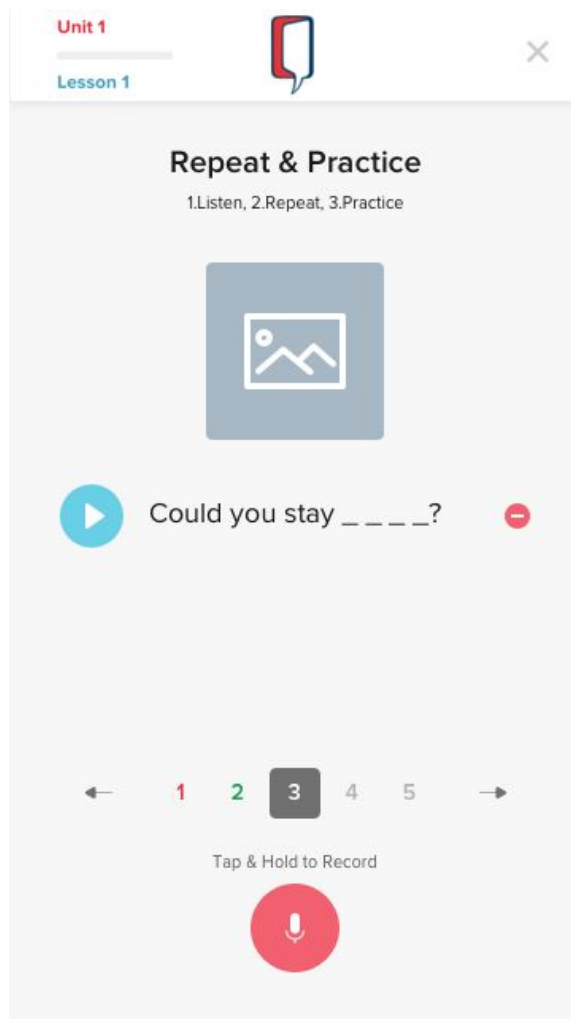 Unit 1
Lesson 1
Repeat & Practice
1.Listen, 2.Repeat, 3.Practice
Could you stay _ _ _ _?
1 2 3 4 5
Tap & Hold to Record